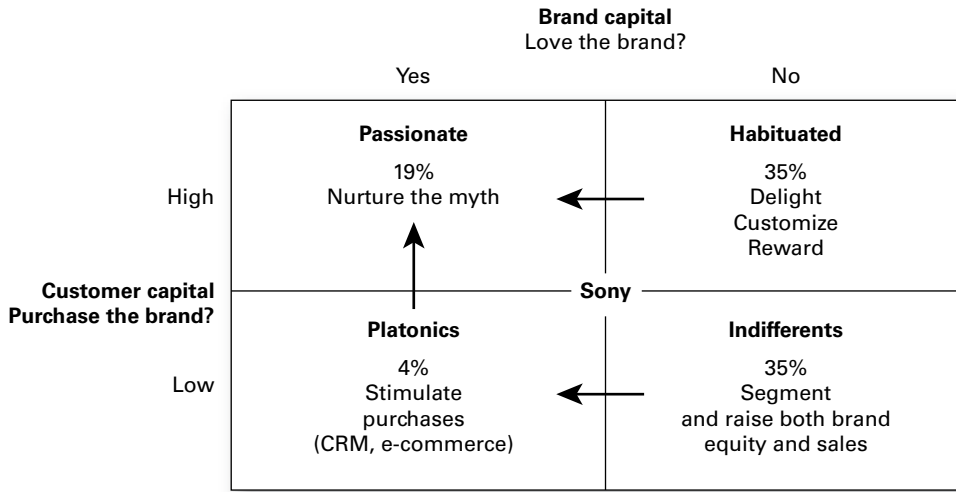 Brand capital
Love the brand?
Yes
No
Passionate
19%
Nurture the myth
Habituated
35%
Delight
Customize
Reward
High
Customer capital
Purchase the brand?
Sony
Platonics
4%
Stimulate
purchases
(CRM, e-commerce)
Indifferents
35%
Segment
and raise both brand
equity and sales
Low